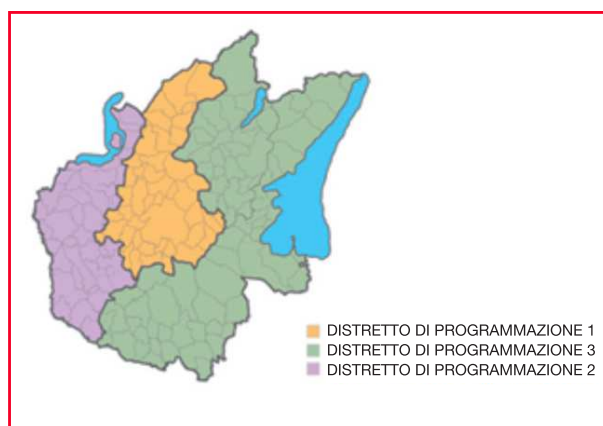 DISTRETTO DI PROGRAMMAZIONE 1
DISTRETTO DI PROGRAMMAZIONE 3
DISTRETTO DI PROGRAMMAZIONE 2